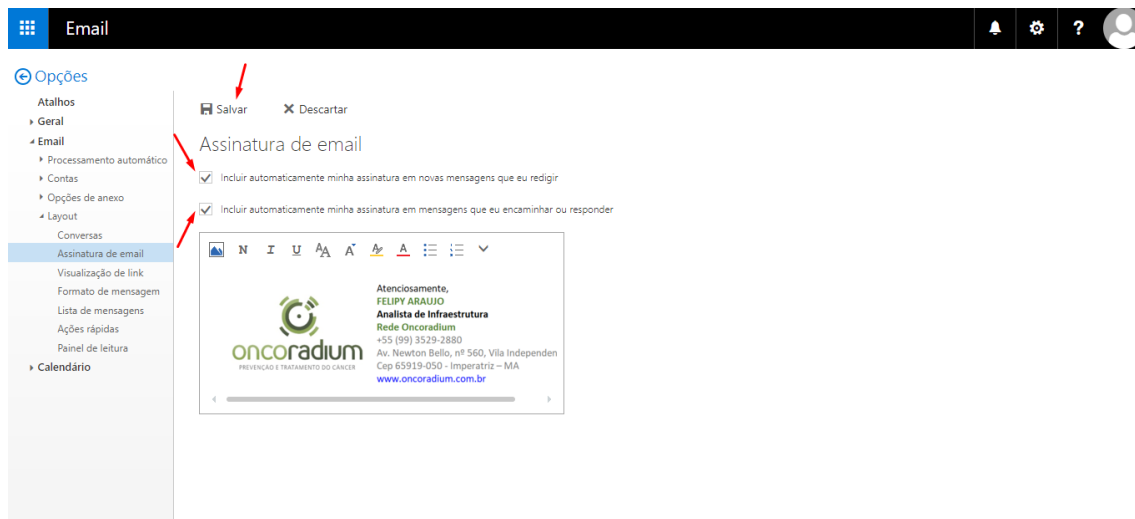 Email
?
Opções
Atalhos
Geral
Email
Processamento automático
Contas
Opções de anexo
Layout
Conversas
Assinatura de email
Visualização de link
Formato de mensagem
Lista de mensagens
Ações rápidas
Painel de leitura
Calendário
Salvar Descartar
Assinatura de email
Incluir automaticamente minha assinatura em novas mensagens que eu redigir
Incluir automaticamente minha assinatura em mensagens que eu encaminhar ou responder
N I U AA A A A
oncoradium
PREVENÇÃO E TRATAMENTO DO CÂNCER
Atenciosamente,
FELIPY ARAUJO
Analista de Infraestrutura
Rede Oncoradium
+55 (99) 3529-2880
Av. Newton Bello, nº 560, Vila Independen
Cep 65919-050 - Imperatriz – MA
www.oncoradium.com.br